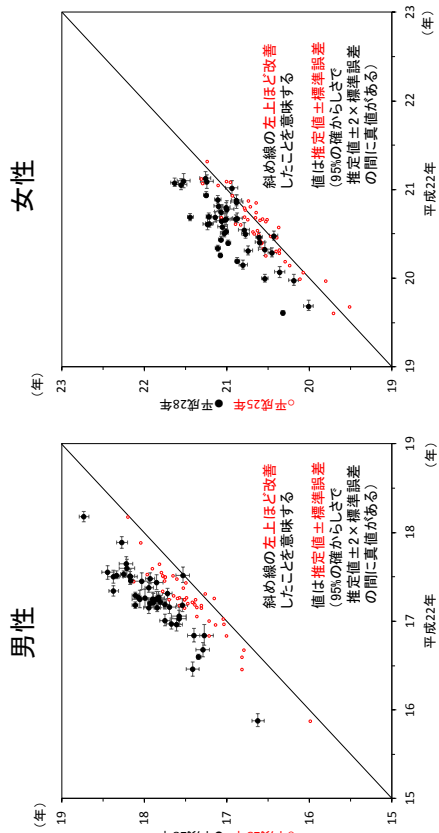 男性
(年)
19
18
17
16
15
斜め線の左上ほど改善
したことを意味する
値は推定値±標準誤差
(95%の確からしさで
推定値±2×標準誤差
の間に真値がある)
15
16
17
18
19
(年)
平成22年
女性
(年)
23
22
21
20
19
○平成25年
●平成28年
斜め線の左上ほど改善
したことを意味する
値は推定値±標準誤差
(95%の確からしさで
推定値±2×標準誤差
の間に真値がある)
19
20
21
22
23
(年)
平成22年